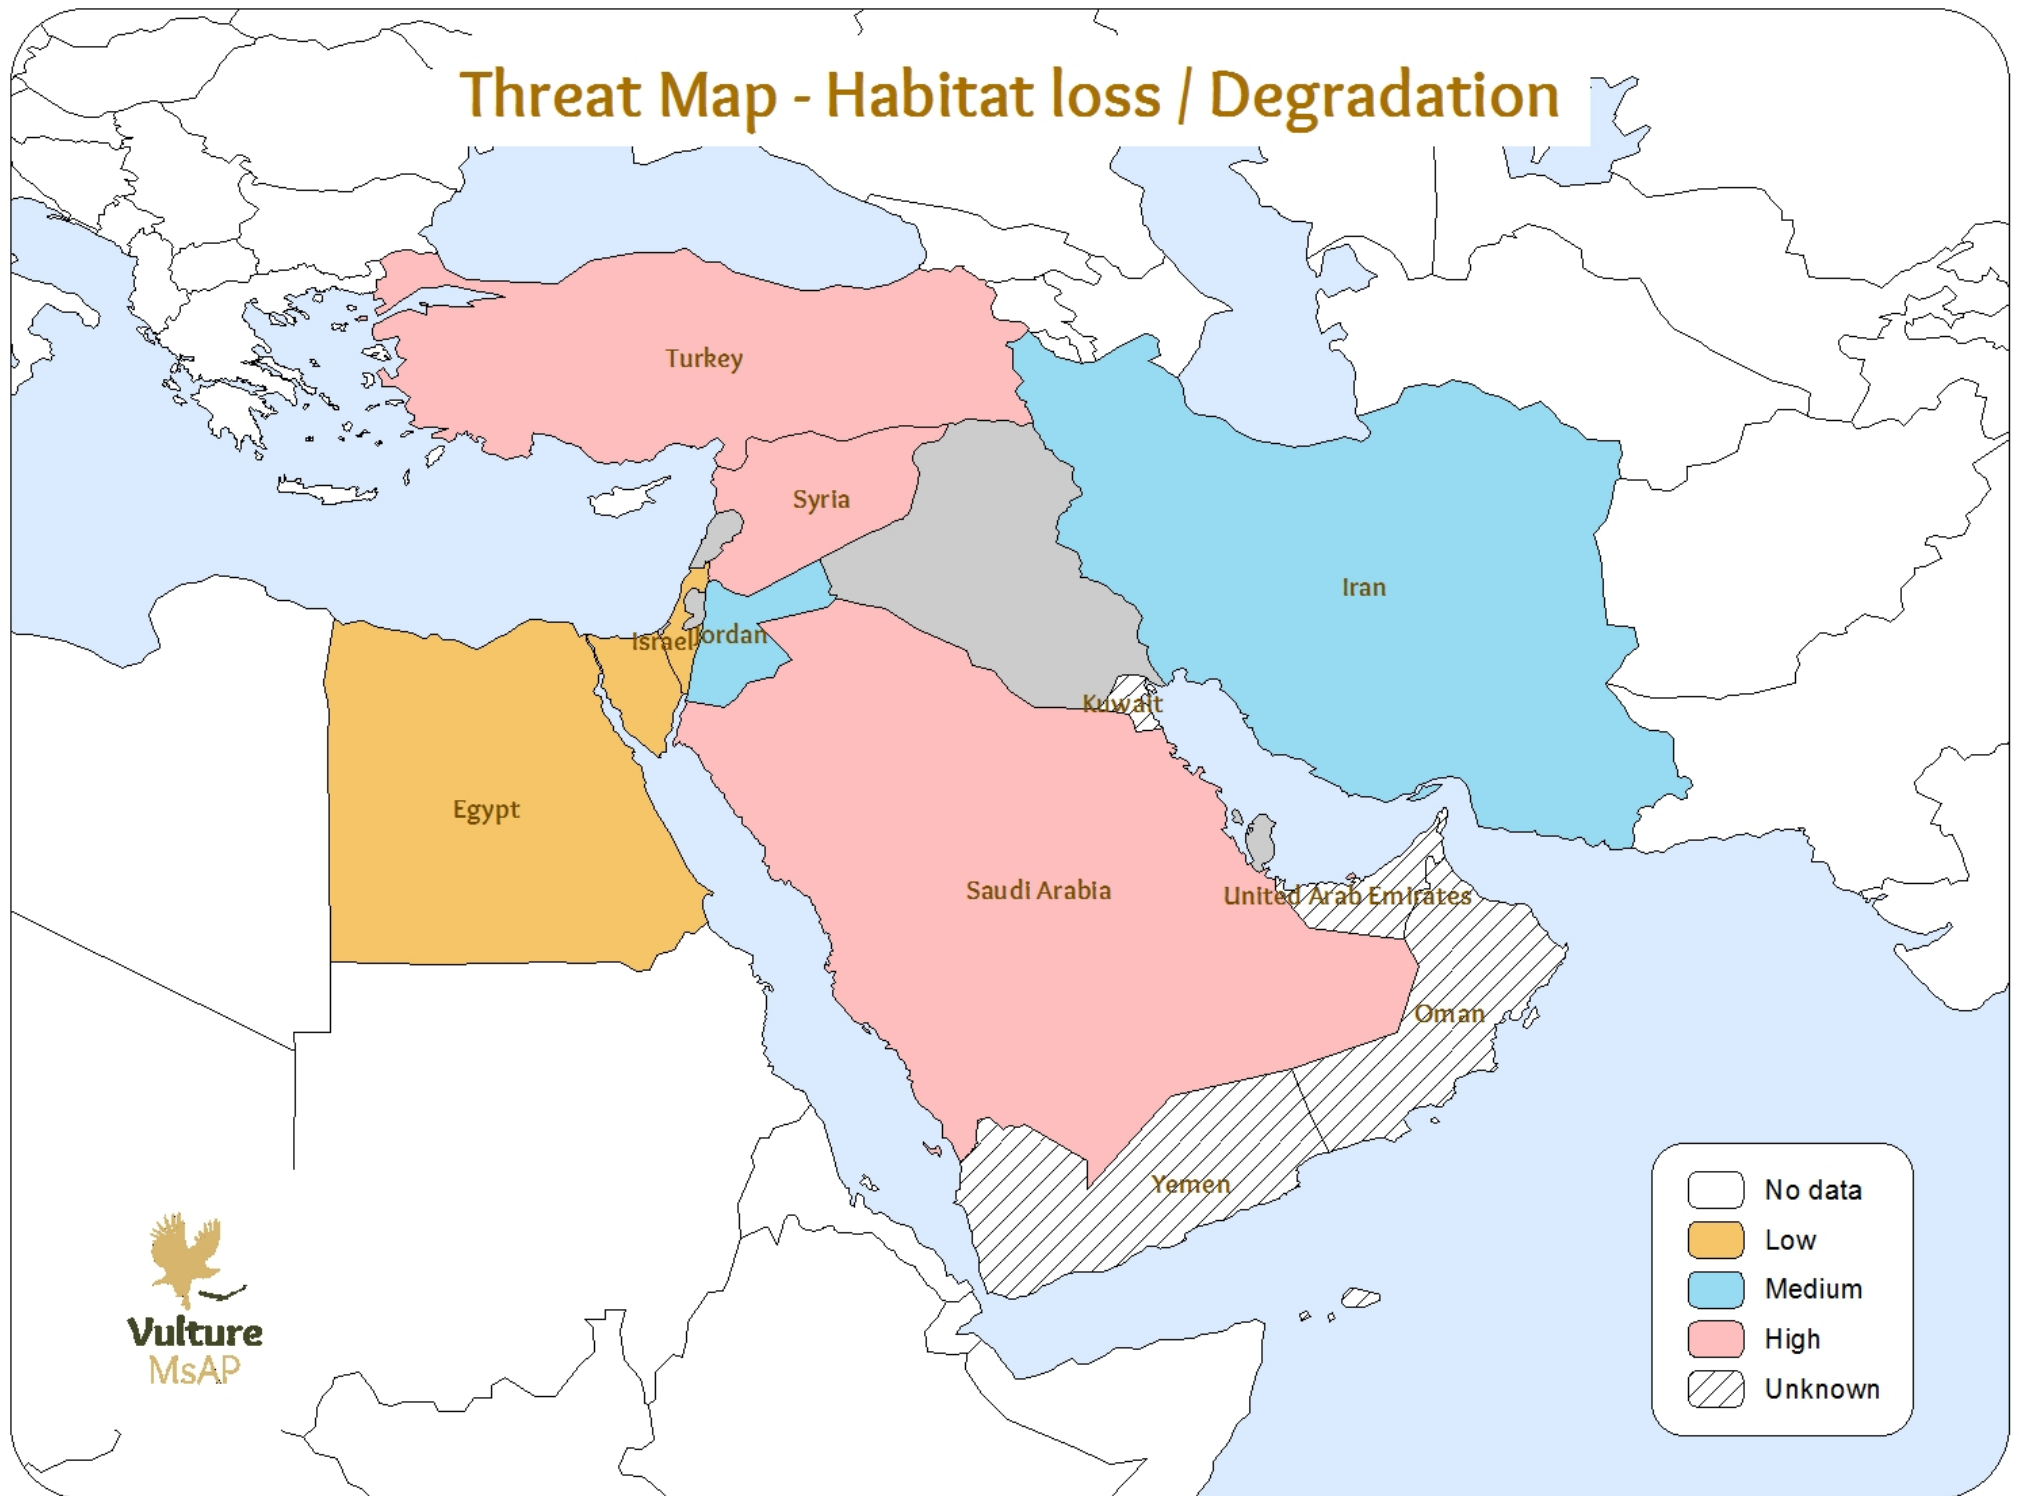 Threat Map - Habitat loss / Degradation
Turkey
Syria
Iran
Israel
Jordan
Kuwait
Egypt
Saudi Arabia
United Arab Emirates
Oman
Yemen
No data
Low
Medium
High
Unknown
Vulture
MsAP